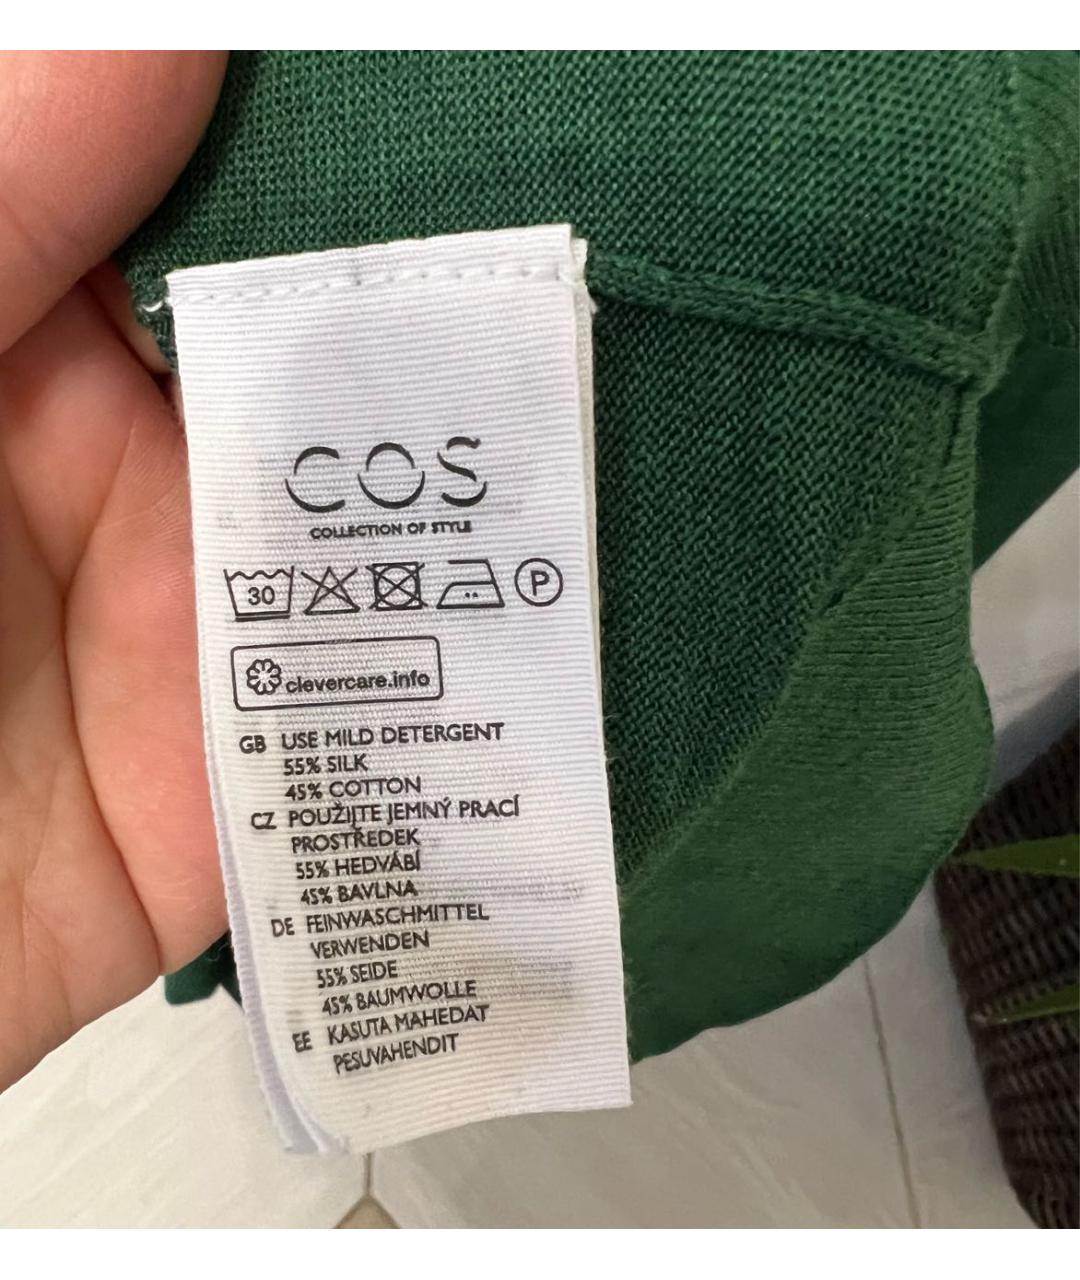 COS
COLLECTION OF STYLE
30
P
clevercare.info
GB USE MILD DETERGENT
55% SILK
45% COTTON
CZ POUŽIJTE JEMNÝ PRACÍ
PROSTŘEDEK
55% HEDVÁBÍ
45% BAVLNA
DE FEINWASCHMITTEL
VERWENDEN
55% SEIDE
45% BAUMWOLLE
EE KASUTA MAHEDAT
PESUVAHENDIT